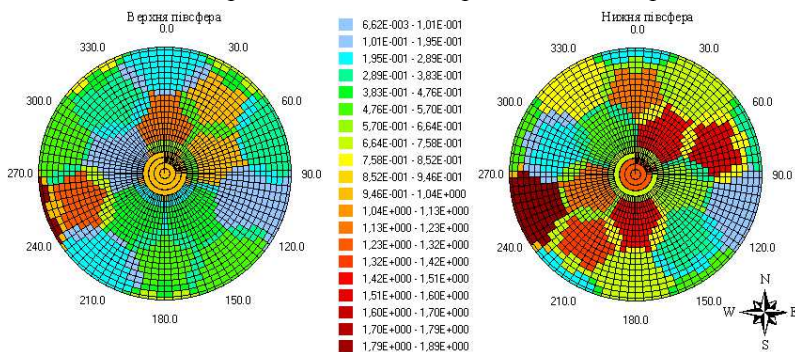 Верхня півсфера
0.0
30.0
60.0
90.0
120.0
150.0
180.0
210.0
240.0
270.0
300.0
330.0
6,62E-003 - 1,01E-001
1,01E-001 - 1,95E-001
1,95E-001 - 2,89E-001
2,89E-001 - 3,83E-001
3,83E-001 - 4,76E-001
4,76E-001 - 5,70E-001
5,70E-001 - 6,64E-001
6,64E-001 - 7,58E-001
7,58E-001 - 8,52E-001
8,52E-001 - 9,46E-001
9,46E-001 - 1,04E+000
1,04E+000 - 1,13E+000
1,13E+000 - 1,23E+000
1,23E+000 - 1,32E+000
1,32E+000 - 1,42E+000
1,42E+000 - 1,51E+000
1,51E+000 - 1,60E+000
1,60E+000 - 1,70E+000
1,70E+000 - 1,79E+000
1,79E+000 - 1,89E+000
Нижня півсфера
0.0
30.0
60.0
90.0
120.0
150.0
180.0
210.0
240.0
270.0
300.0
330.0
N
W E
S